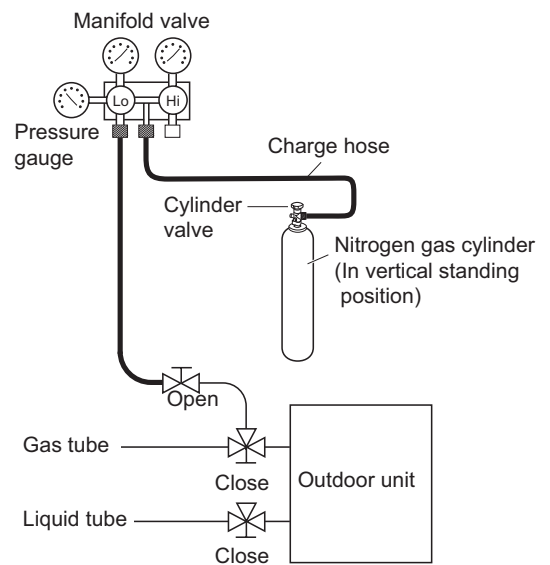 Manifold valve
Lo
Hi
Pressure
gauge
Charge hose
Cylinder
valve
Nitrogen gas cylinder
(In vertical standing
position)
Open
Gas tube
Close
Outdoor unit
Liquid tube
Close